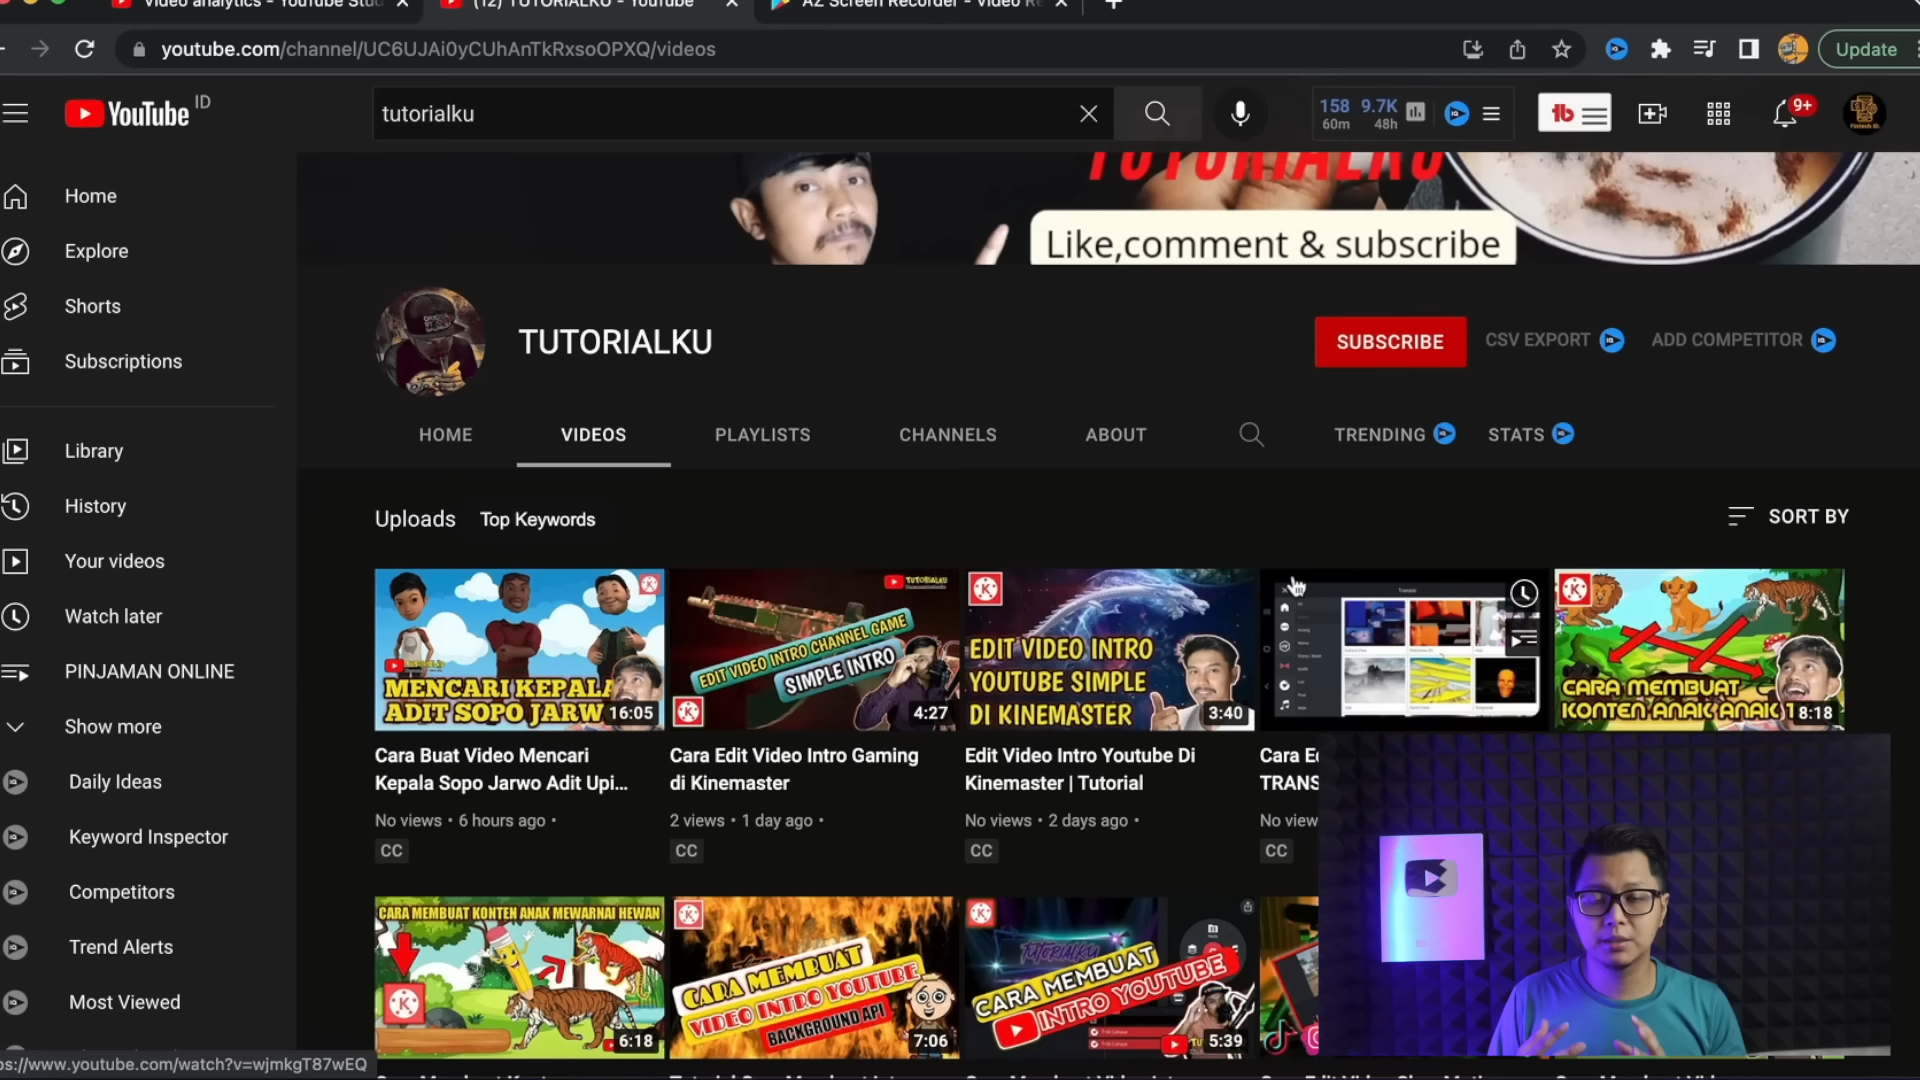 Video analytics - YouTube Stud
(12) TUTORIALKU - YouTube
AZ Screen Recorder - Video Re
youtube.com/channel/UC6UJAi0yCUhAnTkRxsoOPXQ/videos
Update
YouTube ID
tutorialku
158 9.7K
60m 48h
tb
9+
TUTORIALKU
Like,comment & subscribe
Home
Explore
Shorts
Subscriptions
Library
History
Your videos
Watch later
PINJAMAN ONLINE
Show more
Daily Ideas
Keyword Inspector
Competitors
Trend Alerts
Most Viewed
TUTORIALKU
SUBSCRIBE
CSV EXPORT
ADD COMPETITOR
HOME
VIDEOS
PLAYLISTS
CHANNELS
ABOUT
TRENDING
STATS
Uploads
Top Keywords
SORT BY
MENCARI KEPALA
ADIT SOPO JARW
16:05
TUTORIALKU
EDIT VIDEO INTRO CHANNEL GAME
SIMPLE INTRO
4:27
EDIT VIDEO INTRO
YOUTUBE SIMPLE
DI KINEMASTER
3:40
CARA MEMBUAT
KONTEN ANAK ANAK
18:18
Cara Buat Video Mencari
Kepala Sopo Jarwo Adit Upi...
No views • 6 hours ago •
CC
Cara Edit Video Intro Gaming
di Kinemaster
2 views • 1 day ago •
CC
Edit Video Intro Youtube Di
Kinemaster | Tutorial
No views • 2 days ago •
CC
Cara Ed
TRANS
No view
CC
CARA MEMBUAT KONTEN ANAK MEWARNAI HEWAN
6:18
CARA MEMBUAT
VIDEO INTRO YOUTUBE
BACKGROUND API
7:06
TUTORIALKU
CARA MEMBUAT
INTRO YOUTUBE
5:39
ps://www.youtube.com/watch?v=wjmkgT87wEQ